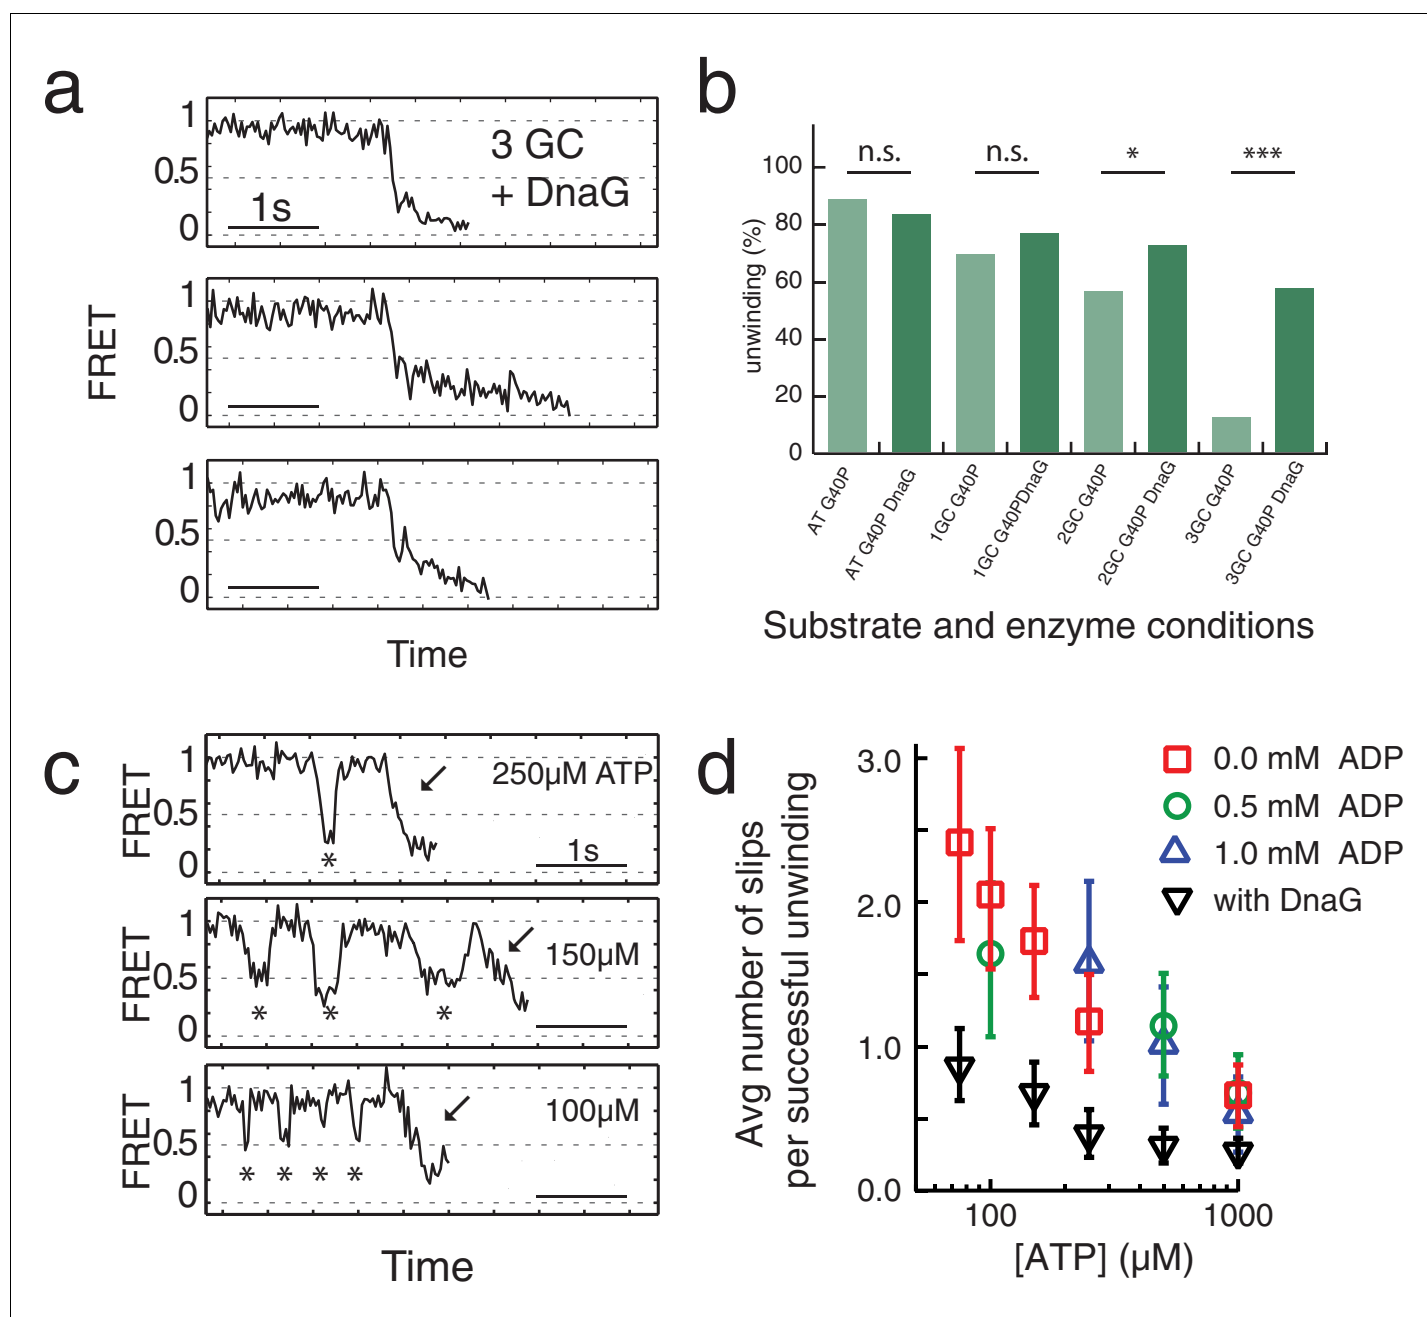 a
1
0.5
0
3 GC
+ DnaG
1s
1
0.5
0
1
0.5
0
FRET
Time
b
100
80
60
40
20
0
unwinding (%)
n.s.
n.s.
*
***
AT G40P
AT G40P DnaG
1GC G40P
1GC G40PDnaG
2GC G40P
2GC G40P DnaG
3GC G40P
3GC G40P DnaG
Substrate and enzyme conditions
c
FRET
1
0.5
0
250µM ATP
1s
*
FRET
1
0.5
0
150µM
* * *
FRET
1
0.5
0
100µM
* * * *
Time
d
Avg number of slips
per successful unwinding
3.0
2.0
1.0
0.0
0.0 mM ADP
0.5 mM ADP
1.0 mM ADP
with DnaG
100
1000
[ATP] (µM)